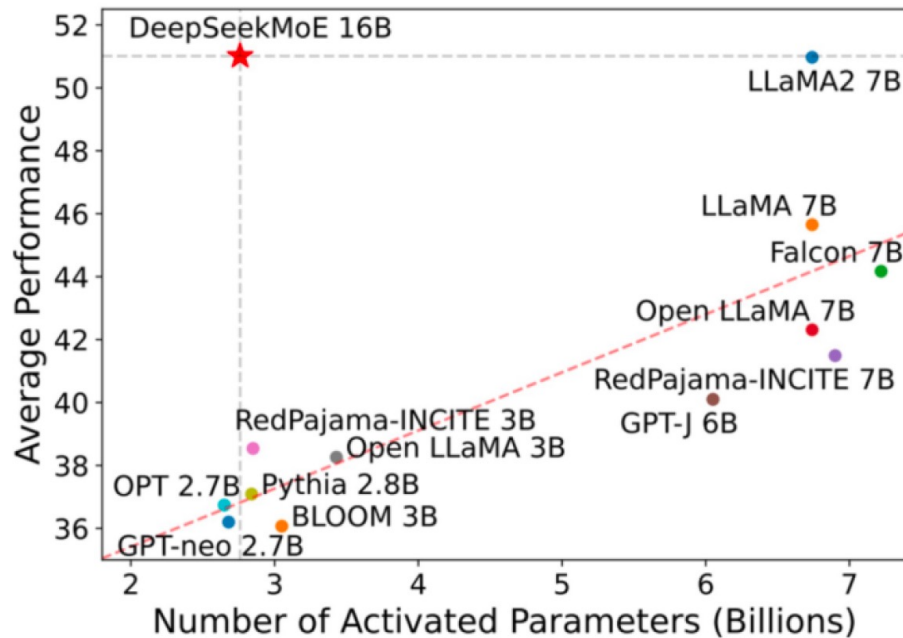 52
DeepSeekMoE 16B
50
LLaMA2 7B
48
46
LLaMA 7B
Falcon 7B
44
Open LLaMA 7B
42
RedPajama-INCITE 7B
40
GPT-J 6B
RedPajama-INCITE 3B
Open LLaMA 3B
38
OPT 2.7B
Pythia 2.8B
BLOOM 3B
36
GPT-neo 2.7B
2 3 4 5 6 7
Average Performance
Number of Activated Parameters (Billions)